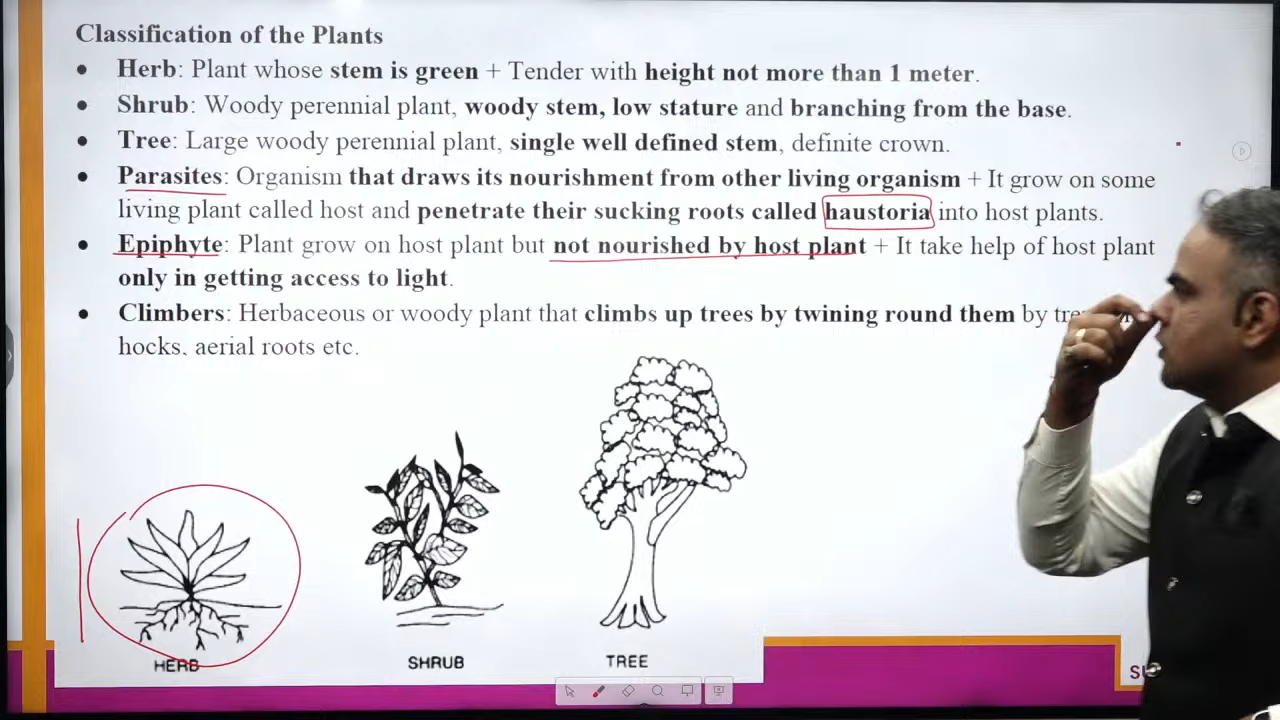 Classification of the Plants
• Herb: Plant whose stem is green + Tender with height not more than 1 meter.
• Shrub: Woody perennial plant, woody stem, low stature and branching from the base.
• Tree: Large woody perennial plant, single well defined stem, definite crown.
• Parasites: Organism that draws its nourishment from other living organism + It grow on some
living plant called host and penetrate their sucking roots called haustoria into host plants.
• Epiphyte: Plant grow on host plant but not nourished by host plant + It take help of host plant
only in getting access to light.
• Climbers: Herbaceous or woody plant that climbs up trees by twining round them by
hocks, aerial roots etc.
HERB SHRUB TREE